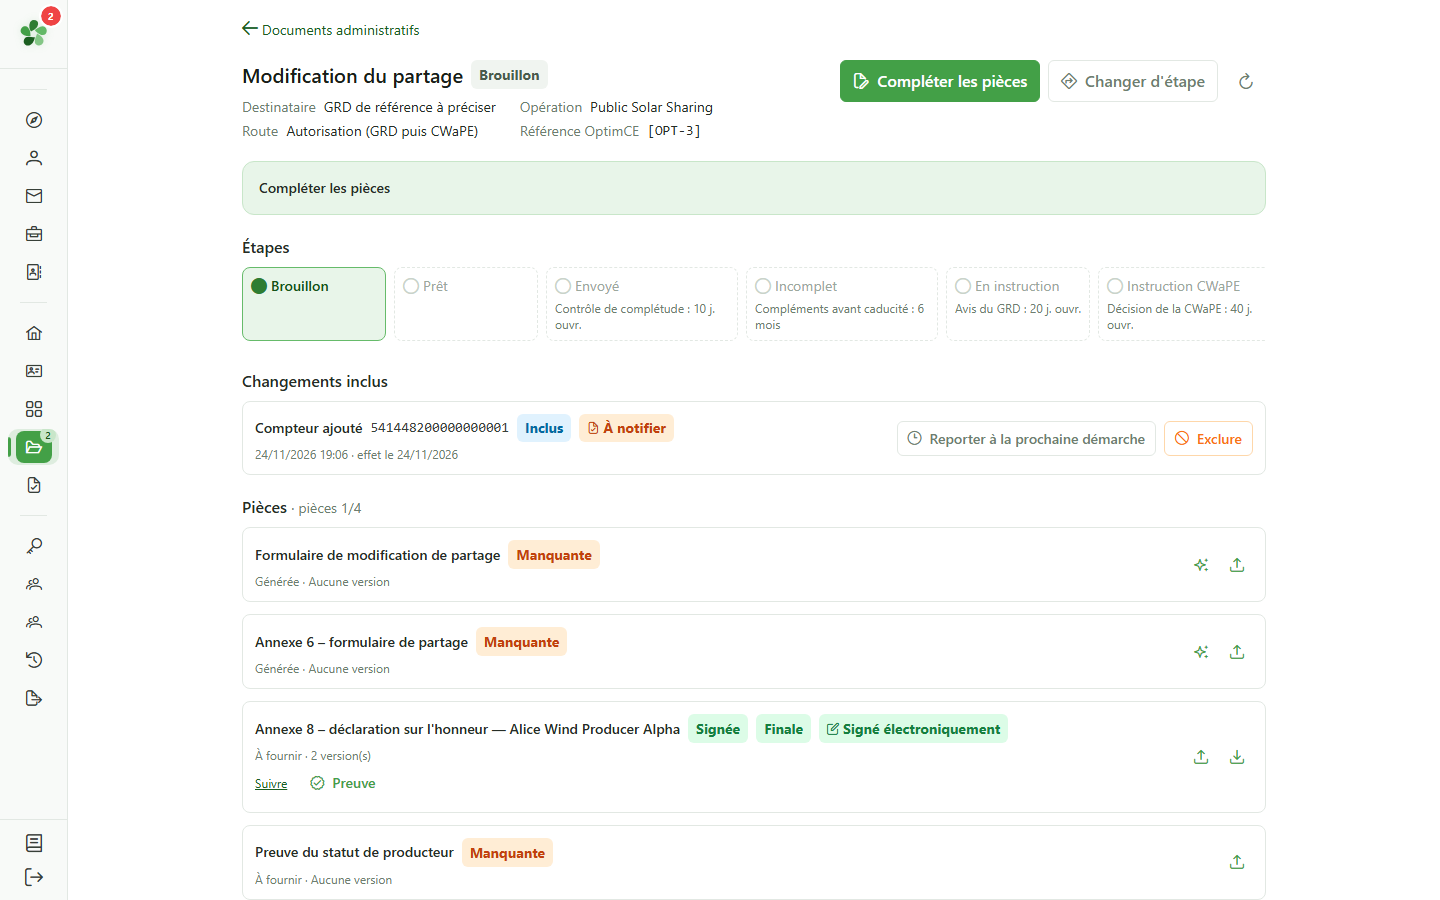 2
Documents administratifs
Modification du partage Brouillon
Compléter les pièces
Changer d'étape
Destinataire GRD de référence à préciser Opération Public Solar Sharing
Route Autorisation (GRD puis CWaPE) Référence OptimCE [OPT-3]
Compléter les pièces
Étapes
Brouillon
Prêt
Envoyé
Contrôle de complétude : 10 j.
ouvr.
Incomplet
Compléments avant caducité : 6
mois
En instruction
Avis du GRD : 20 j. ouvr.
Instruction CWaPE
Décision de la CWaPE : 40 j.
ouvr.
Changements inclus
Compteur ajouté 541448200000000001 Inclus À notifier
24/11/2026 19:06 · effet le 24/11/2026
Reporter à la prochaine démarche
Exclure
2
Pièces · pièces 1/4
Formulaire de modification de partage Manquante
Générée · Aucune version
Annexe 6 – formulaire de partage Manquante
Générée · Aucune version
Annexe 8 – déclaration sur l'honneur — Alice Wind Producer Alpha Signée Finale Signé électroniquement
À fournir · 2 version(s)
Suivre Preuve
Preuve du statut de producteur Manquante
À fournir · Aucune version